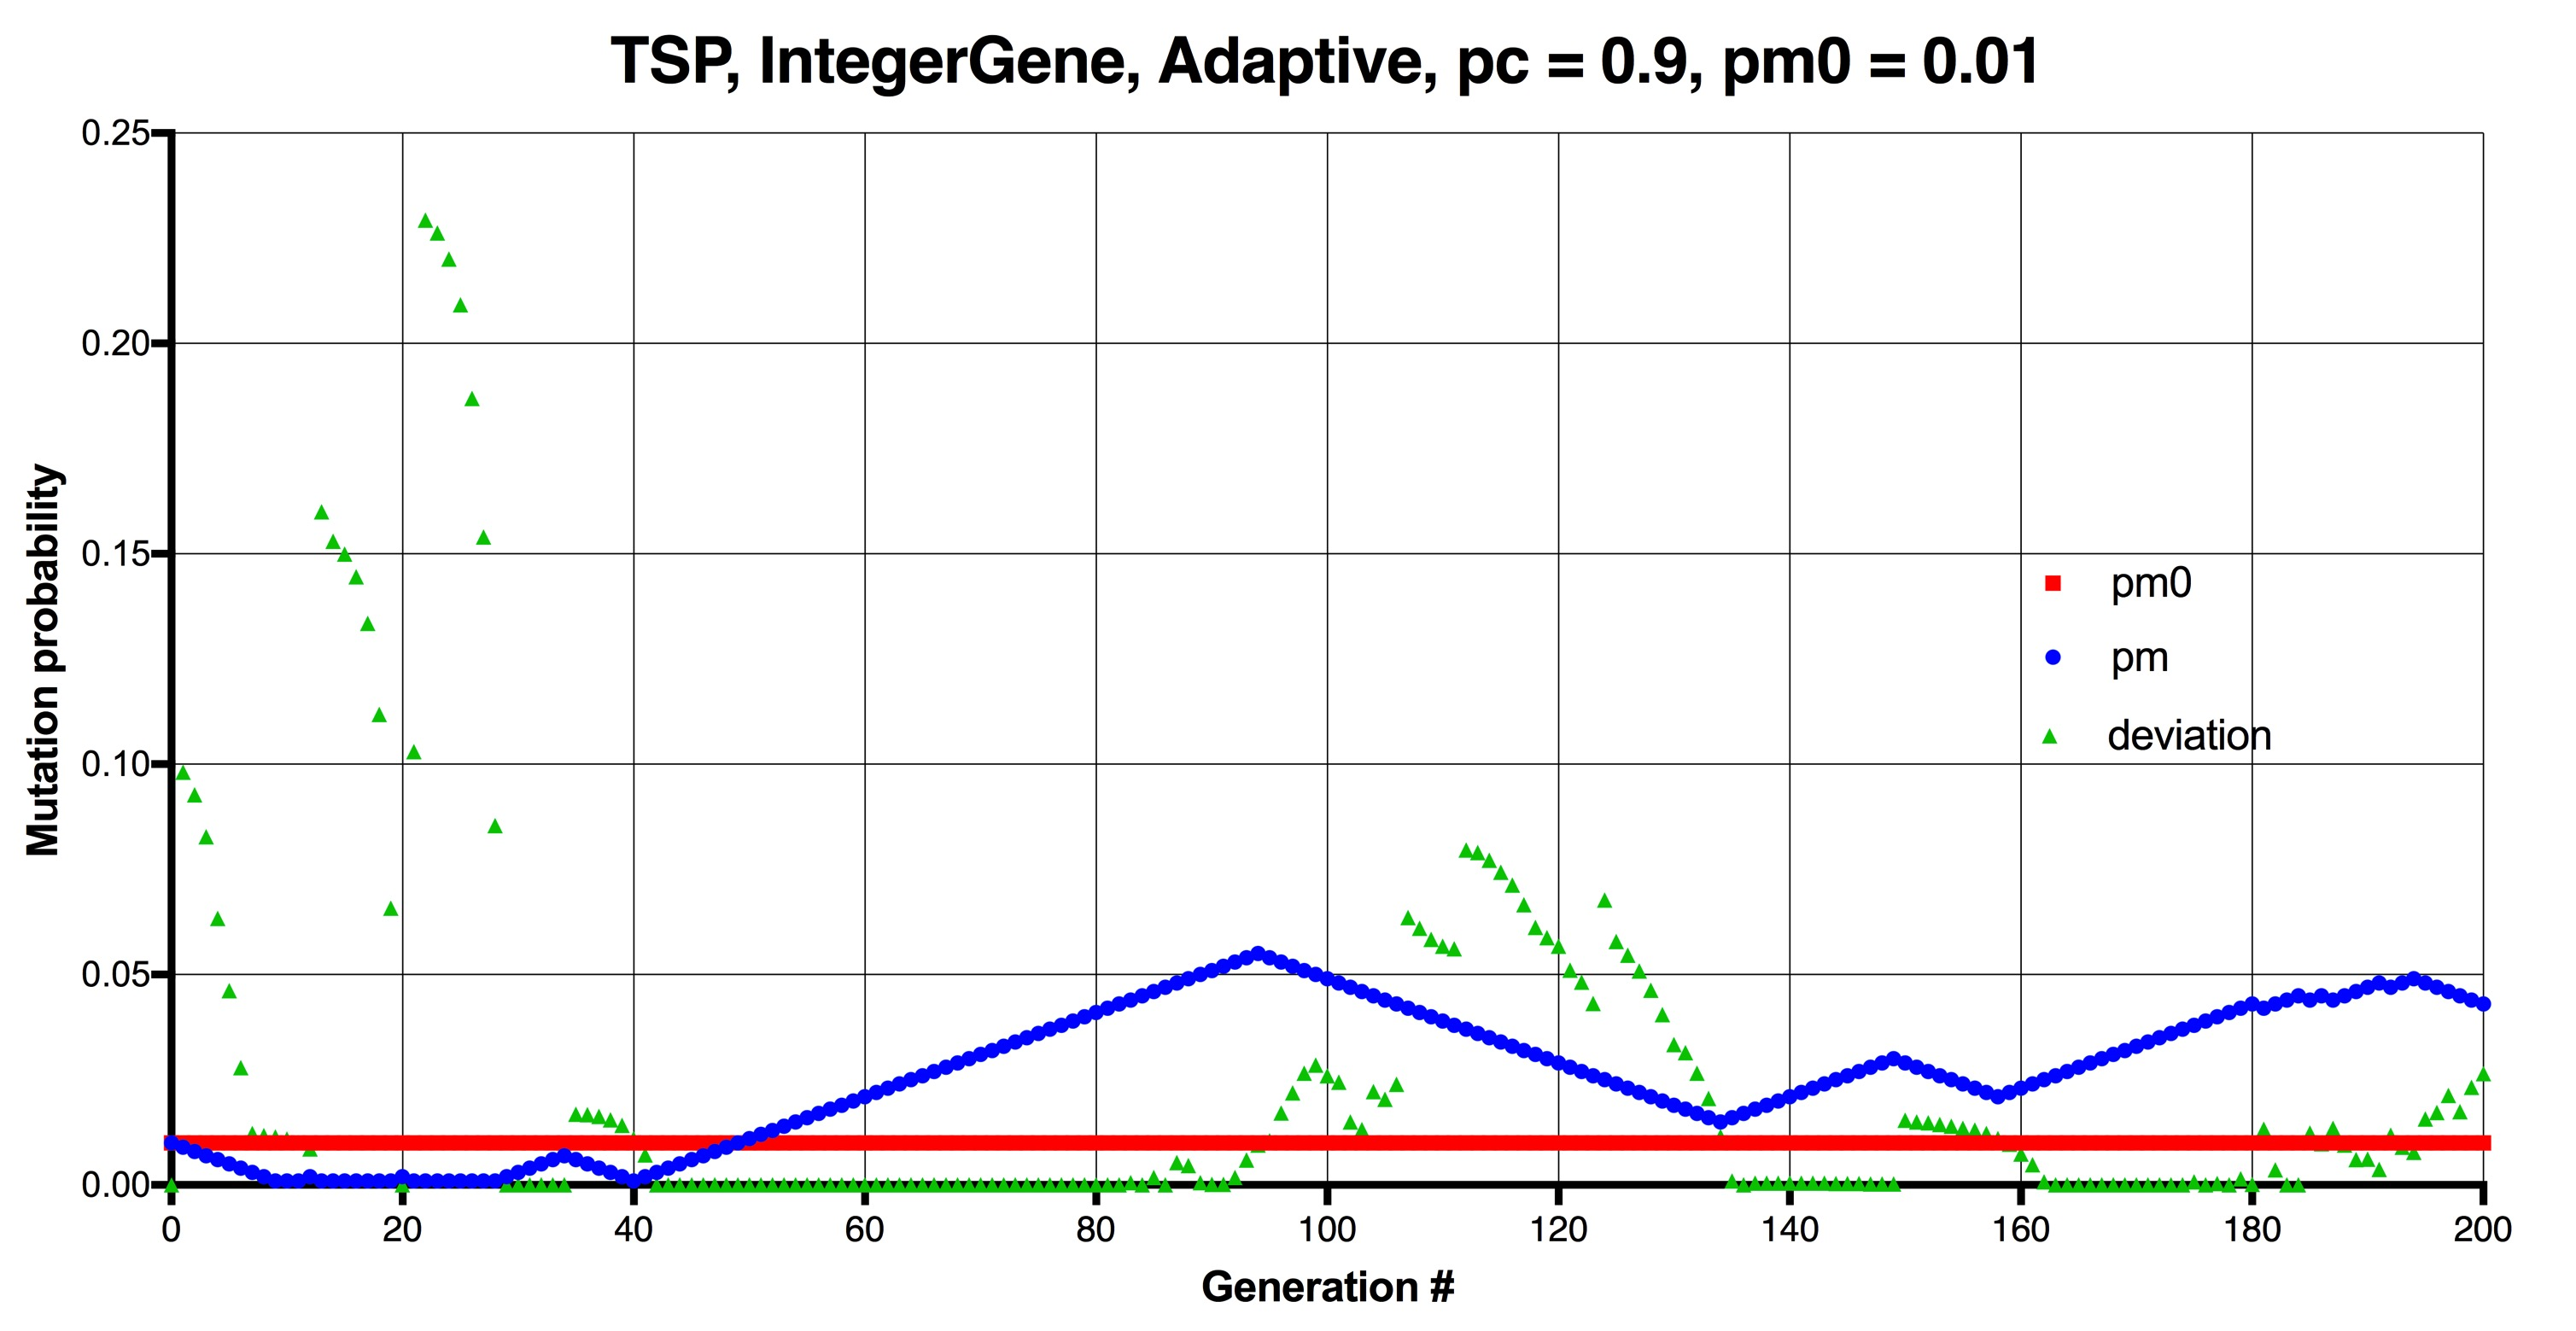 TSP, IntegerGene, Adaptive, pc = 0.9, pm0 = 0.01
0.25
0.20
0.15
0.10
0.05
0.00
Mutation probability
pm0
pm
deviation
0 20 40 60 80 100 120 140 160 180 200
Generation #